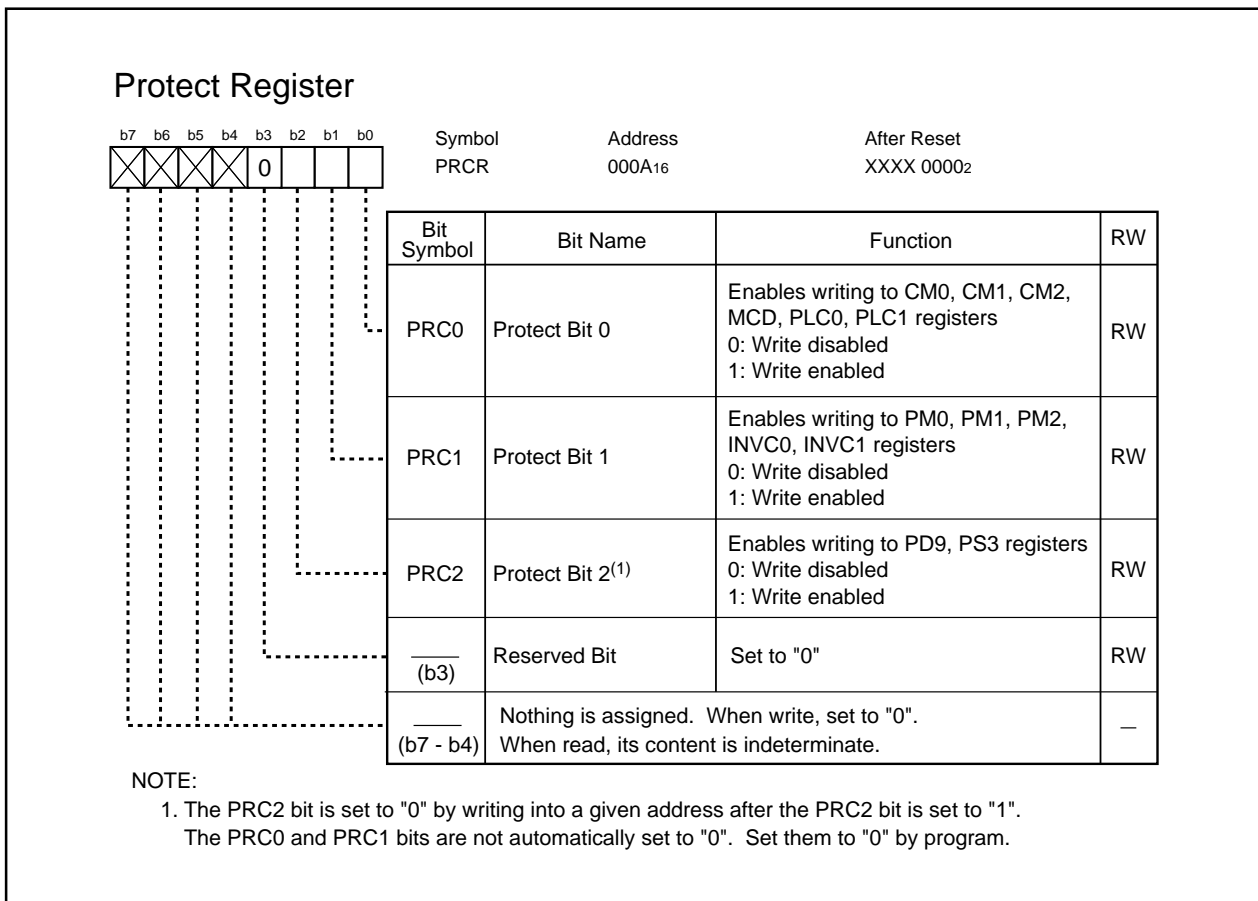 Protect Register
b7 b6 b5 b4 b3 b2 b1 b0
Symbol Address After Reset
0
PRCR 000A16 XXXX 00002
Bit Symbol Bit Name Function RW
PRC0 Protect Bit 0
Enables writing to CM0, CM1, CM2,
MCD, PLC0, PLC1 registers
0: Write disabled
1: Write enabled
RW
PRC1 Protect Bit 1
Enables writing to PM0, PM1, PM2,
INVC0, INVC1 registers
0: Write disabled
1: Write enabled
RW
PRC2 Protect Bit 2(1)
Enables writing to PD9, PS3 registers
0: Write disabled
1: Write enabled
RW
(b3) Reserved Bit Set to "0" RW
(b7 - b4)
Nothing is assigned. When write, set to "0".
When read, its content is indeterminate.
—
NOTE:
1. The PRC2 bit is set to "0" by writing into a given address after the PRC2 bit is set to "1".
The PRC0 and PRC1 bits are not automatically set to "0". Set them to "0" by program.